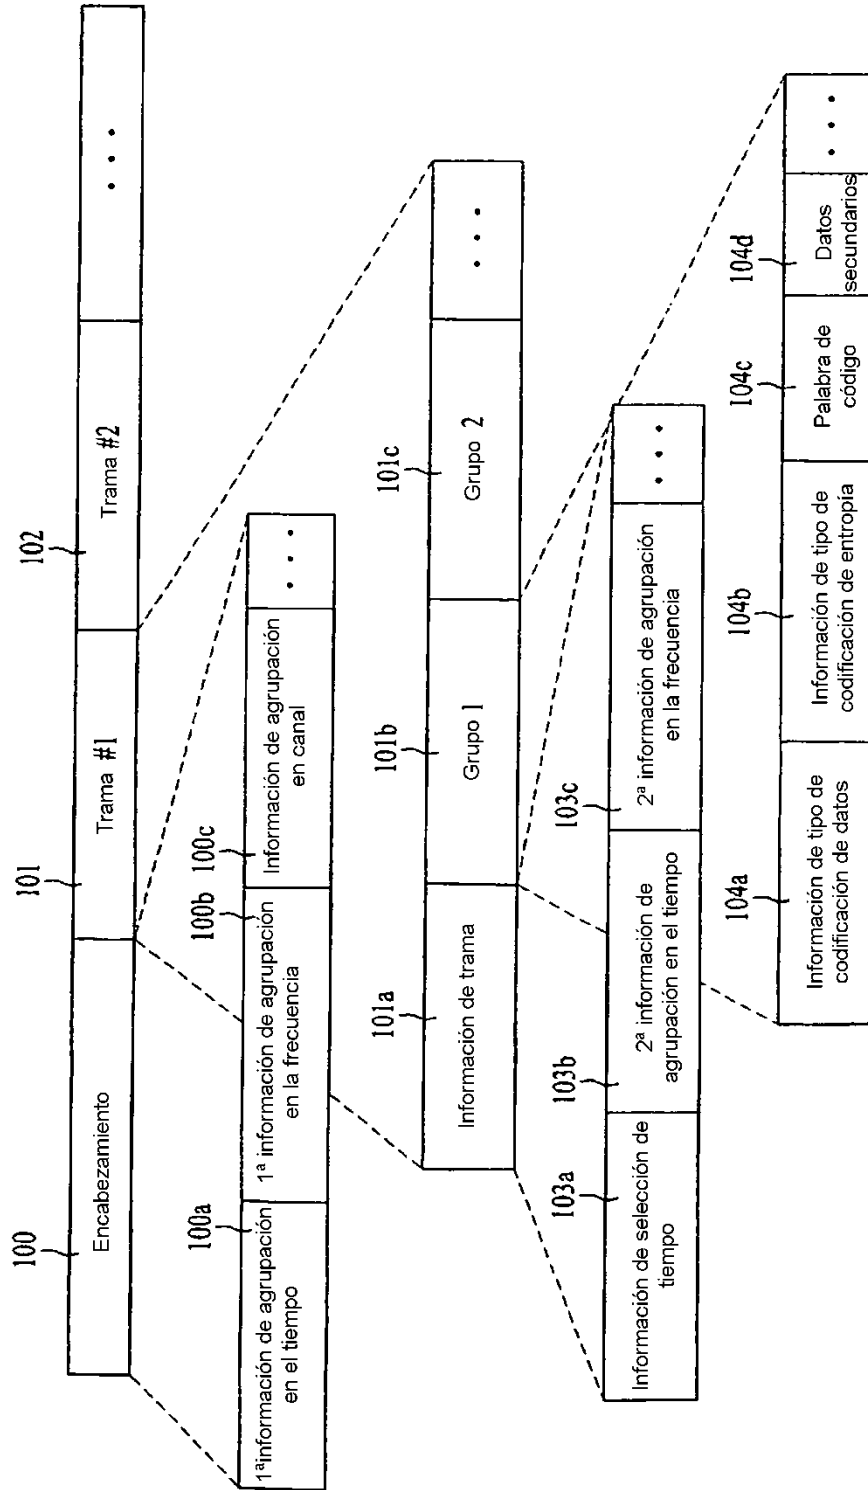 100
Encabezamiento
101
Trama #1
102
Trama #2
• • •
100a
1ª información de agrupación
en el tiempo
100b
1ª información de agrupación
en la frecuencia
100c
Información de agrupación
en canal
• • •
101a
Información de trama
101b
Grupo 1
101c
Grupo 2
• • •
103a
Información de selección de
tiempo
103b
2ª información de
agrupación en el tiempo
103c
2ª información de agrupación
en la frecuencia
• • •
104a
Información de tipo de
codificación de datos
104b
Información de tipo de
codificación de entropía
104c
Palabra de
código
104d
Datos
secundarios
• • •